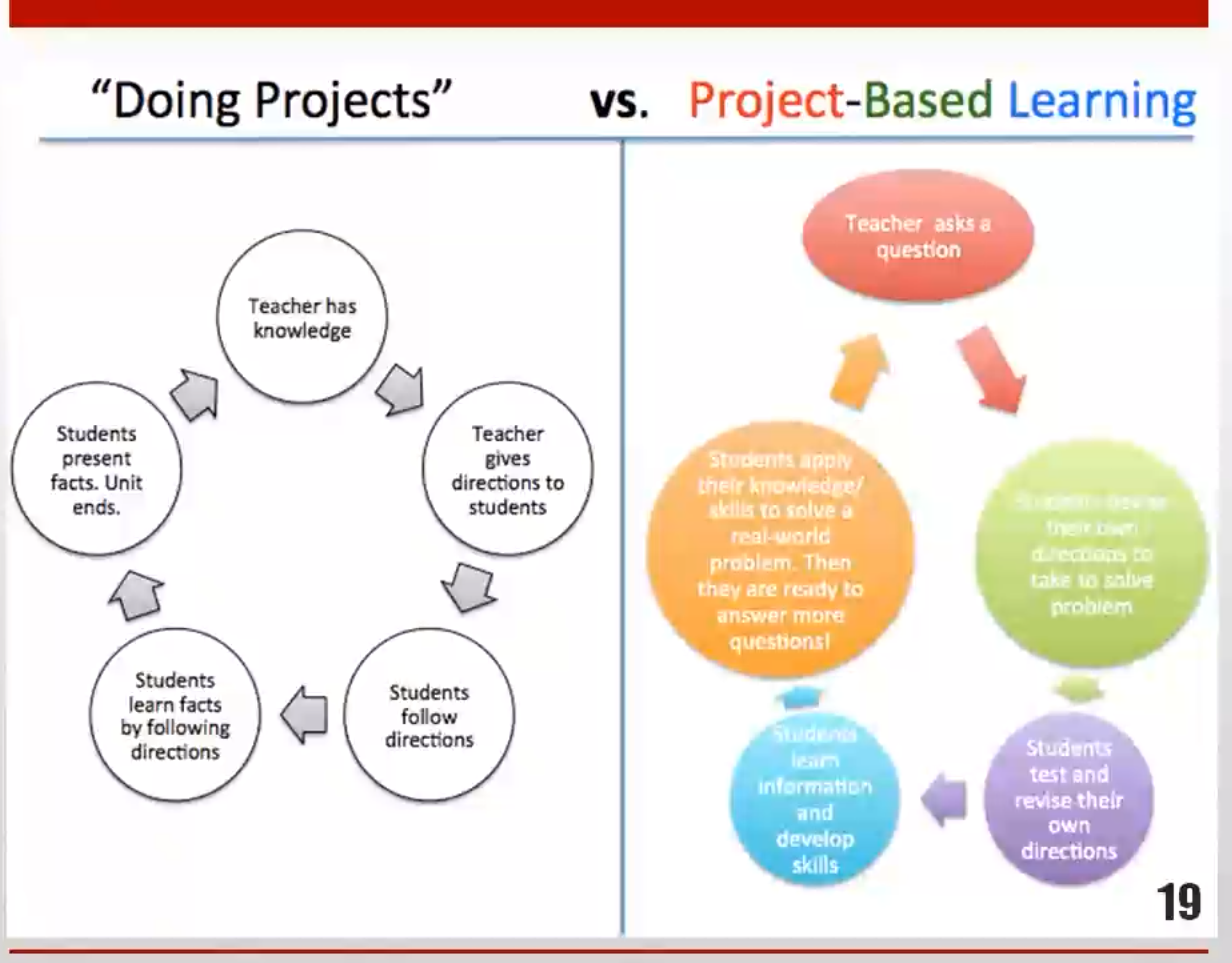 “Doing Projects” vs. Project-Based Learning
Teacher has
knowledge
Teacher
gives
directions to
students
Students
follow
directions
Students
learn facts
by following
directions
Students
present
facts. Unit
ends.
Teacher asks a
question
their own
directions to
take to solve
problem
Students
test and
revise their
own
directions
Students
learn
information
and
develop
skills
Students apply
their knowledge/
skills to solve a
real-world
problem. Then
they are ready to
answer more
questions!
19